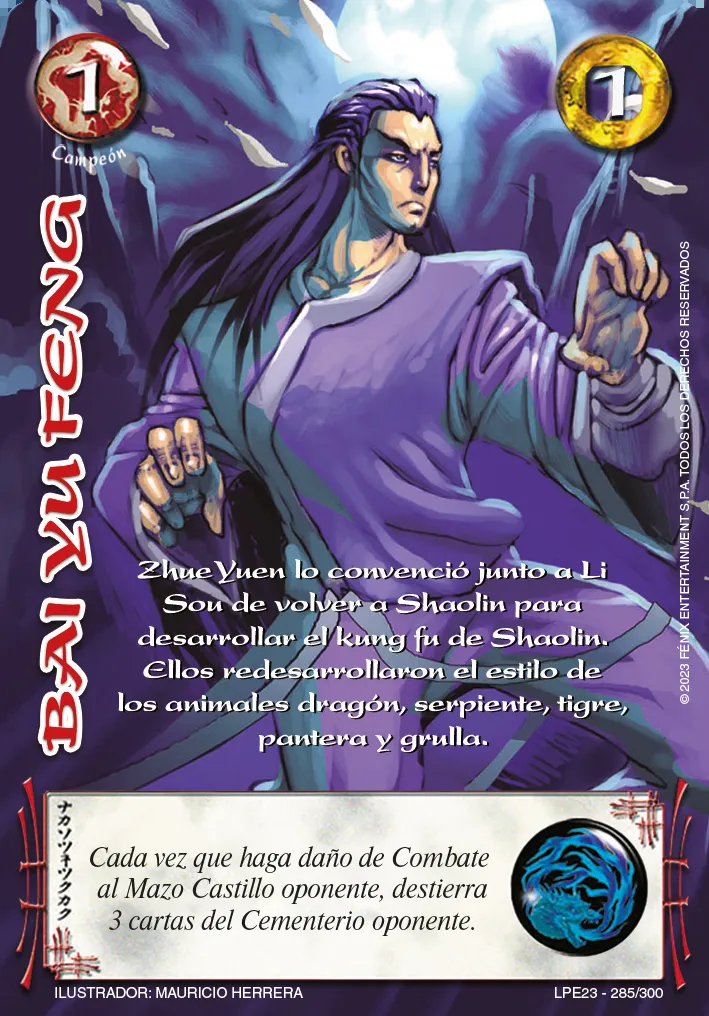 1
1
Campeón
BAI YU FENG
ZhueYuen lo convenció junto a Li
Sou de volver a Shaolin para
desarrollar el kung fu de Shaolin.
Ellos redesarrollaron el estilo de
los animales dragón, serpiente, tigre,
pantera y grulla.
© 2023 FÉNIX ENTERTAINMENT S.P.A. TODOS LOS DERECHOS RESERVADOS
ナカソツネツクカク
Cada vez que haga daño de Combate
al Mazo Castillo oponente, destierra
3 cartas del Cementerio oponente.
ILUSTRADOR: MAURICIO HERRERA
LPE23 - 285/300